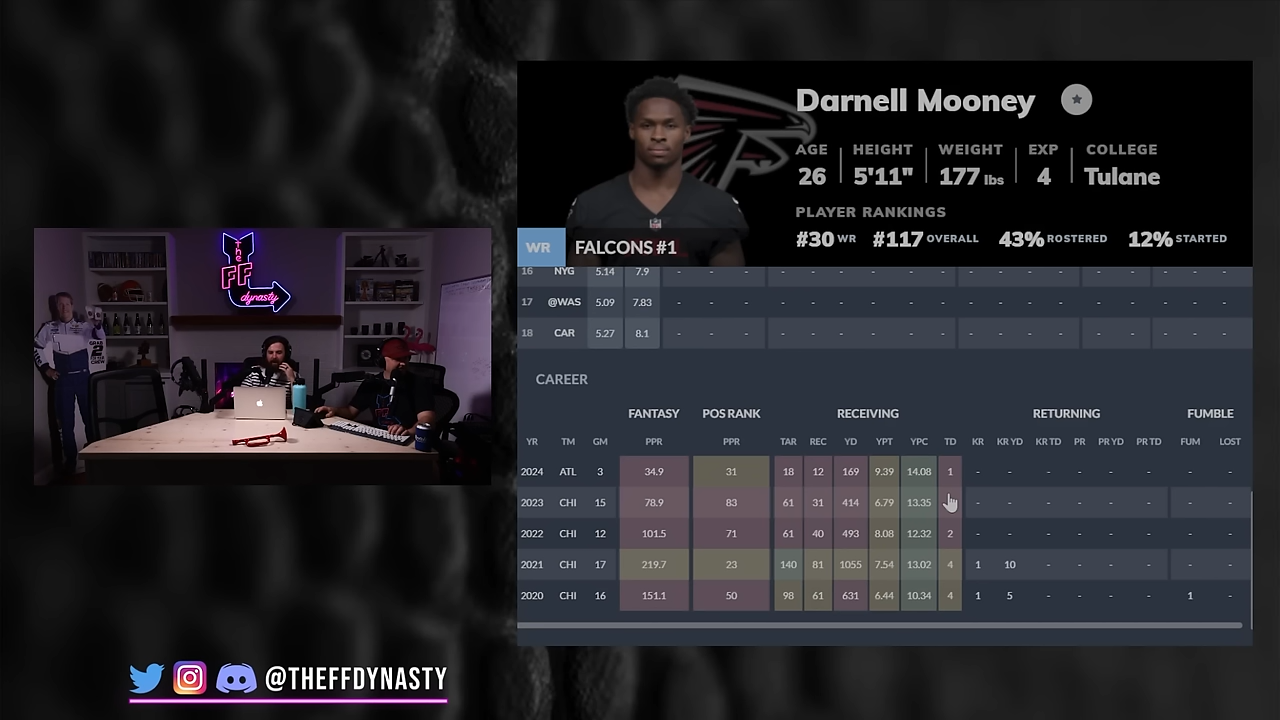 Darnell Mooney
AGE HEIGHT WEIGHT EXP COLLEGE
26 5'11" 177 lbs 4 Tulane
PLAYER RANKINGS
#30 WR #117 OVERALL 43% ROSTERED 12% STARTED
WR FALCONS #1
16 NYG 5.14 7.9 - - - - - - - - - - - - - - -
17 @WAS 5.09 7.83 - - - - - - - - - - - - - - -
18 CAR 5.27 8.1 - - - - - - - - - - - - - - -
CAREER
FANTASY POS RANK RECEIVING RETURNING FUMBLE
YR TM GM PPR PPR TAR REC YD YPT YPC TD KR KR YD KR TD PR PR YD PR TD FUM LOST
2024 ATL 3 34.9 31 18 12 169 9.39 14.08 1 - - - - - - - -
2023 CHI 15 78.9 83 61 31 414 6.79 13.35 - - - - - - - -
2022 CHI 12 101.5 71 61 40 493 8.08 12.32 2 - - - - - - - -
2021 CHI 17 219.7 23 140 81 1055 7.54 13.02 4 1 10 - - - - - -
2020 CHI 16 151.1 50 98 61 631 6.44 10.34 4 1 5 - - - - 1 -
the
FF
dynasty
@THEFFDYNASTY